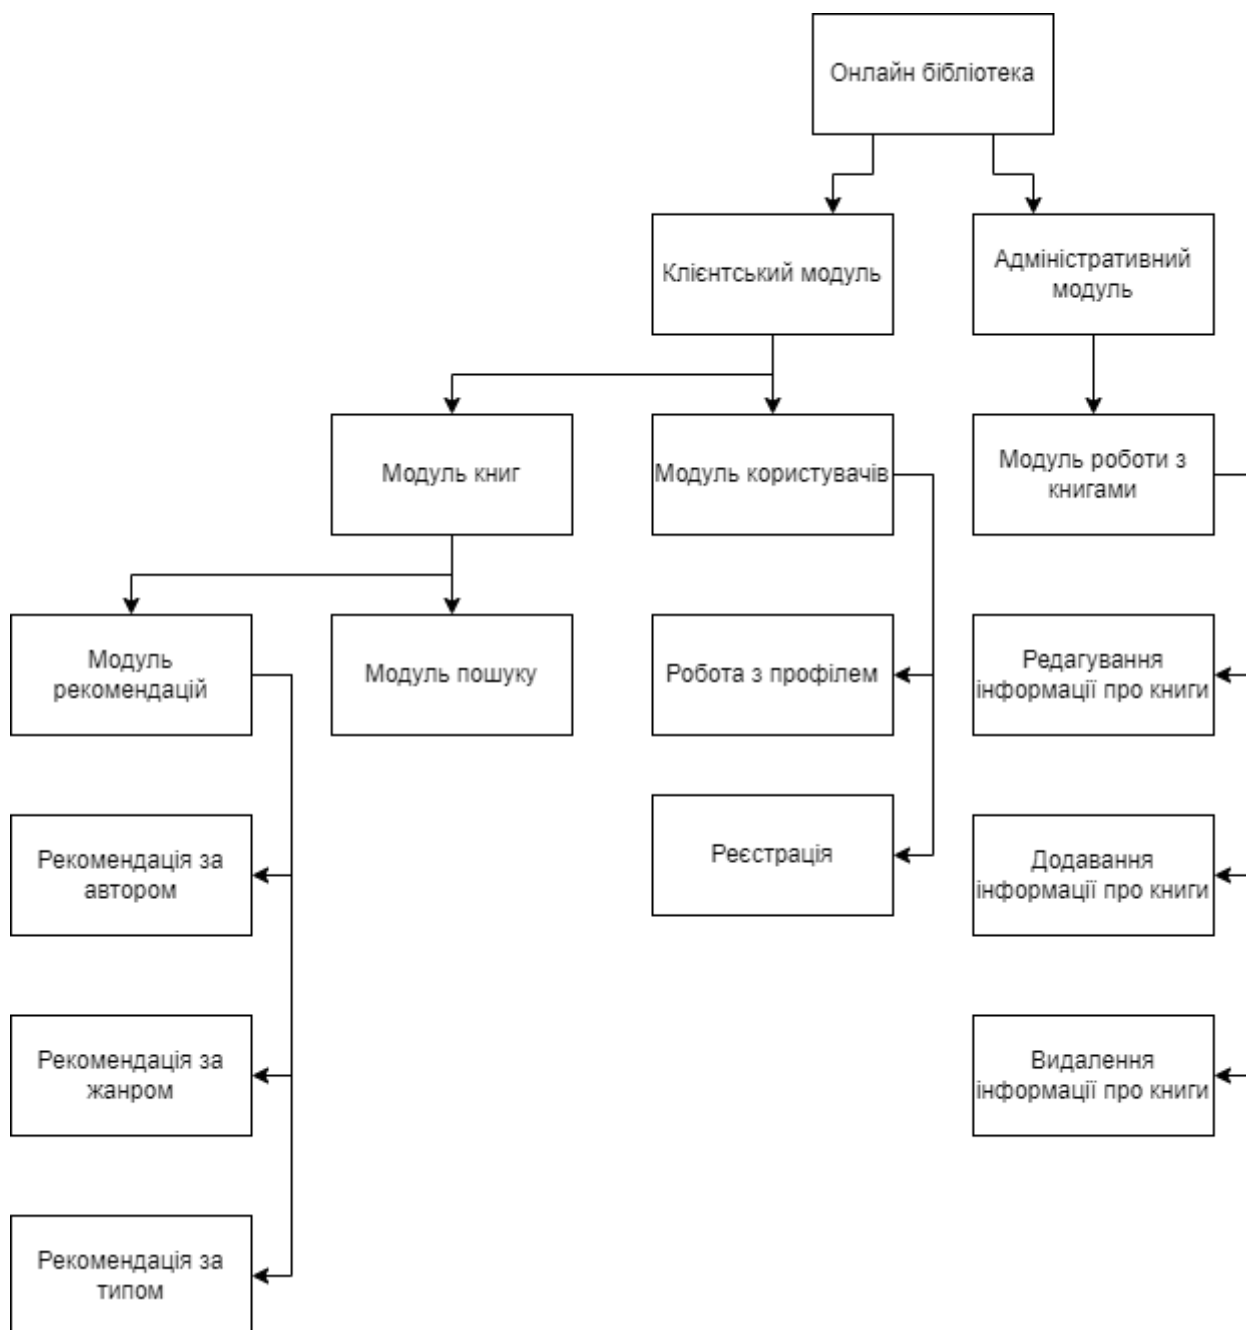 Онлайн бібліотека
Клієнтський модуль
Адміністративний
модуль
Модуль книг
Модуль користувачів
Модуль роботи з
книгами
Модуль
рекомендацій
Модуль пошуку
Робота з профілем
Редагування
інформації про книги
Рекомендація за
автором
Реєстрація
Додавання
інформації про книги
Рекомендація за
жанром
Видалення
інформації про книги
Рекомендація за
типом